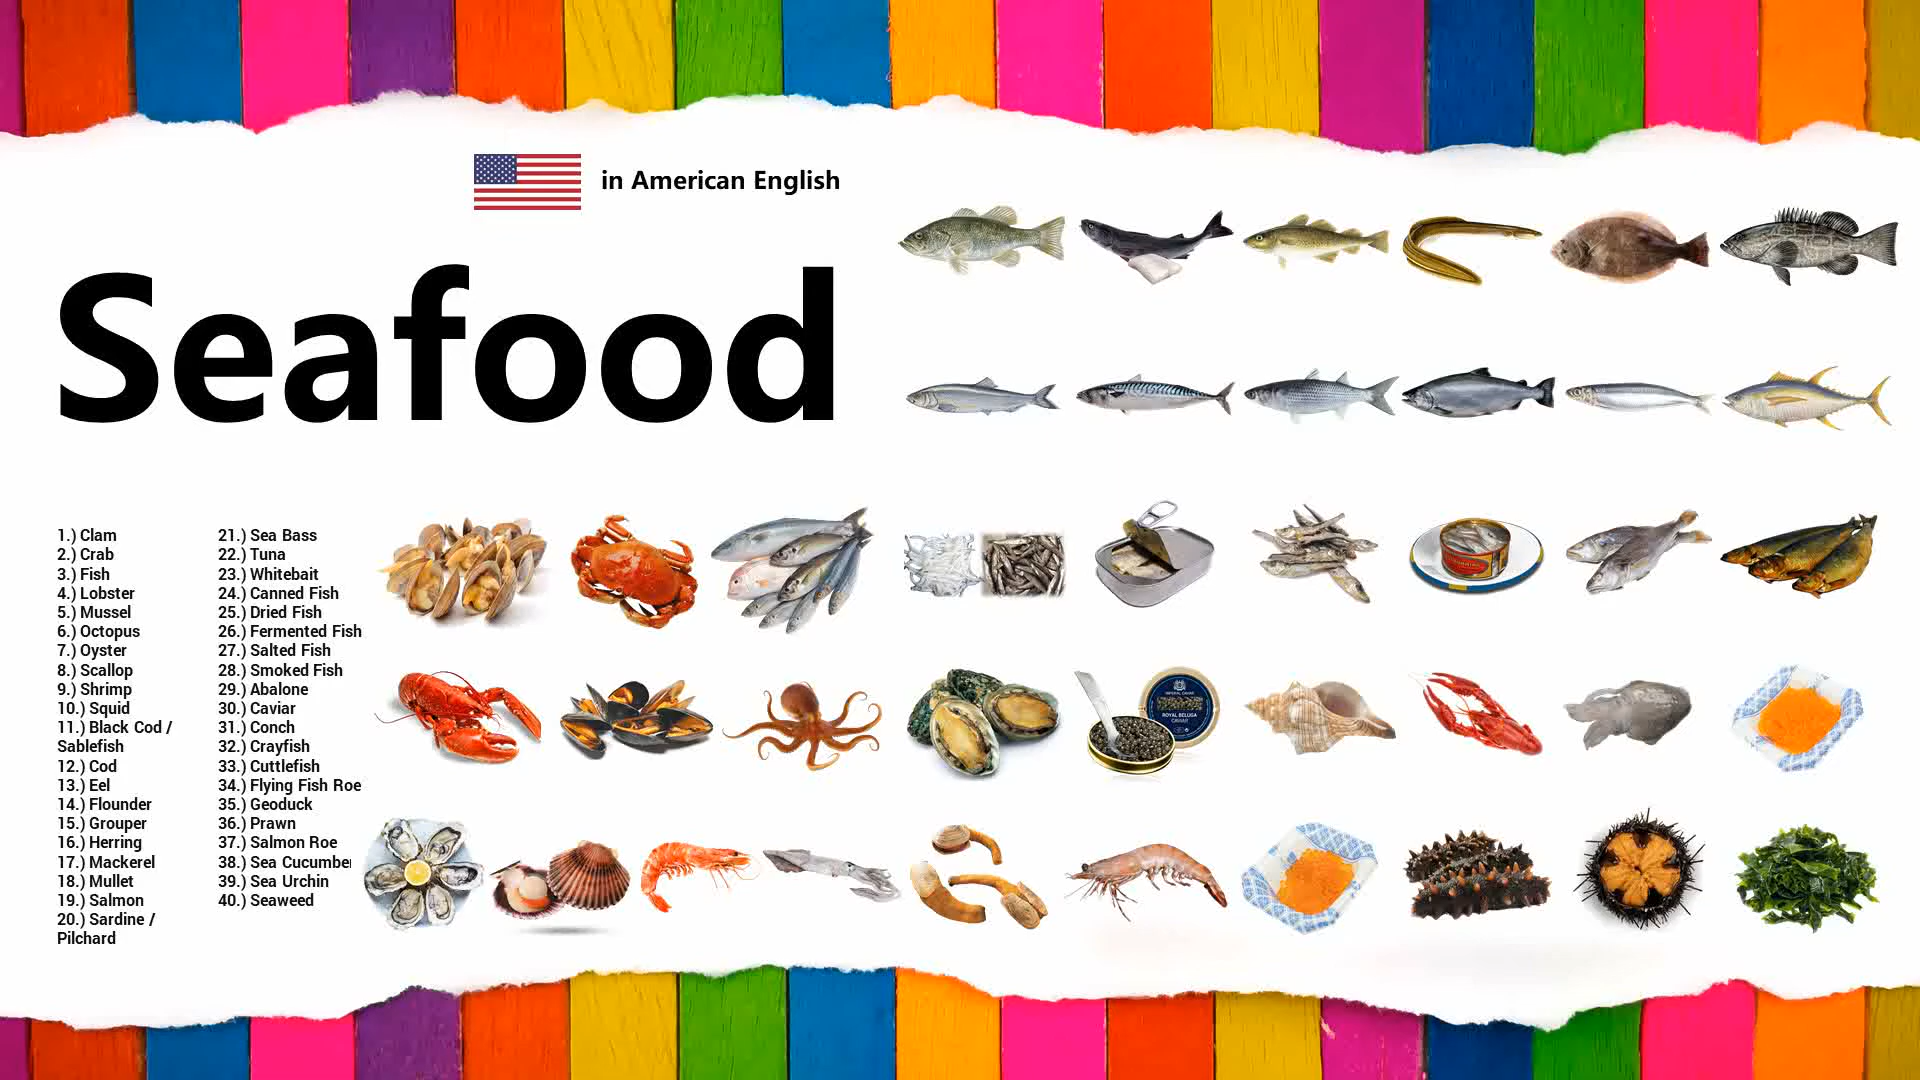 in American English
Seafood
1.) Clam
2.) Crab
3.) Fish
4.) Lobster
5.) Mussel
6.) Octopus
7.) Oyster
8.) Scallop
9.) Shrimp
10.) Squid
11.) Black Cod /
Sablefish
12.) Cod
13.) Eel
14.) Flounder
15.) Grouper
16.) Herring
17.) Mackerel
18.) Mullet
19.) Salmon
20.) Sardine /
Pilchard
21.) Sea Bass
22.) Tuna
23.) Whitebait
24.) Canned Fish
25.) Dried Fish
26.) Fermented Fish
27.) Salted Fish
28.) Smoked Fish
29.) Abalone
30.) Caviar
31.) Conch
32.) Crayfish
33.) Cuttlefish
34.) Flying Fish Roe
35.) Geoduck
36.) Prawn
37.) Salmon Roe
38.) Sea Cucumber
39.) Sea Urchin
40.) Seaweed
IMPERIAL CAVIAR
ROYAL BELUGA
CAVIAR